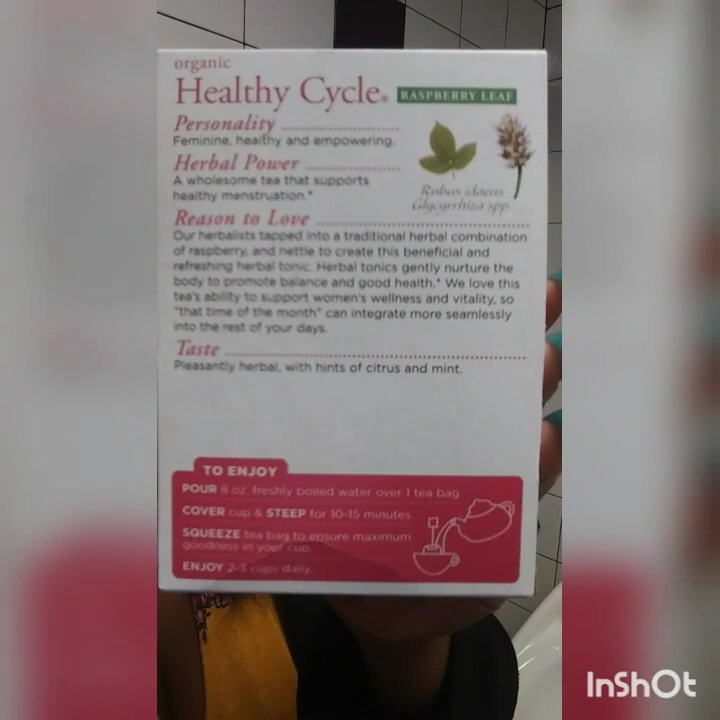 organic
Healthy Cycle® RASPBERRY LEAF
Personality
Feminine, healthy and empowering.
Herbal Power
A wholesome tea that supports
healthy menstruation.*
Rubus idaeus
Glycyrrhiza spp.
Reason to Love
Our herbalists tapped into a traditional herbal combination
of raspberry, and nettle to create this beneficial and
refreshing herbal tonic. Herbal tonics gently nurture the
body to promote balance and good health.* We love this
tea's ability to support women's wellness and vitality, so
"that time of the month" can integrate more seamlessly
into the rest of your days.
Taste
Pleasantly herbal, with hints of citrus and mint.
TO ENJOY
POUR 8 oz. freshly boiled water over 1 tea bag
COVER cup & STEEP for 10-15 minutes.
SQUEEZE tea bag to ensure maximum
goodness in your cup.
ENJOY 2-3 cups daily.
InShOt